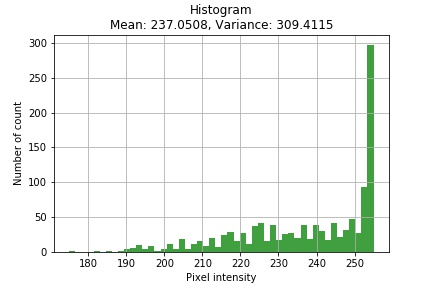 Histogram
Mean: 237.0508, Variance: 309.4115
300
250
200
150
100
50
0
Number of count
180 190 200 210 220 230 240 250
Pixel intensity